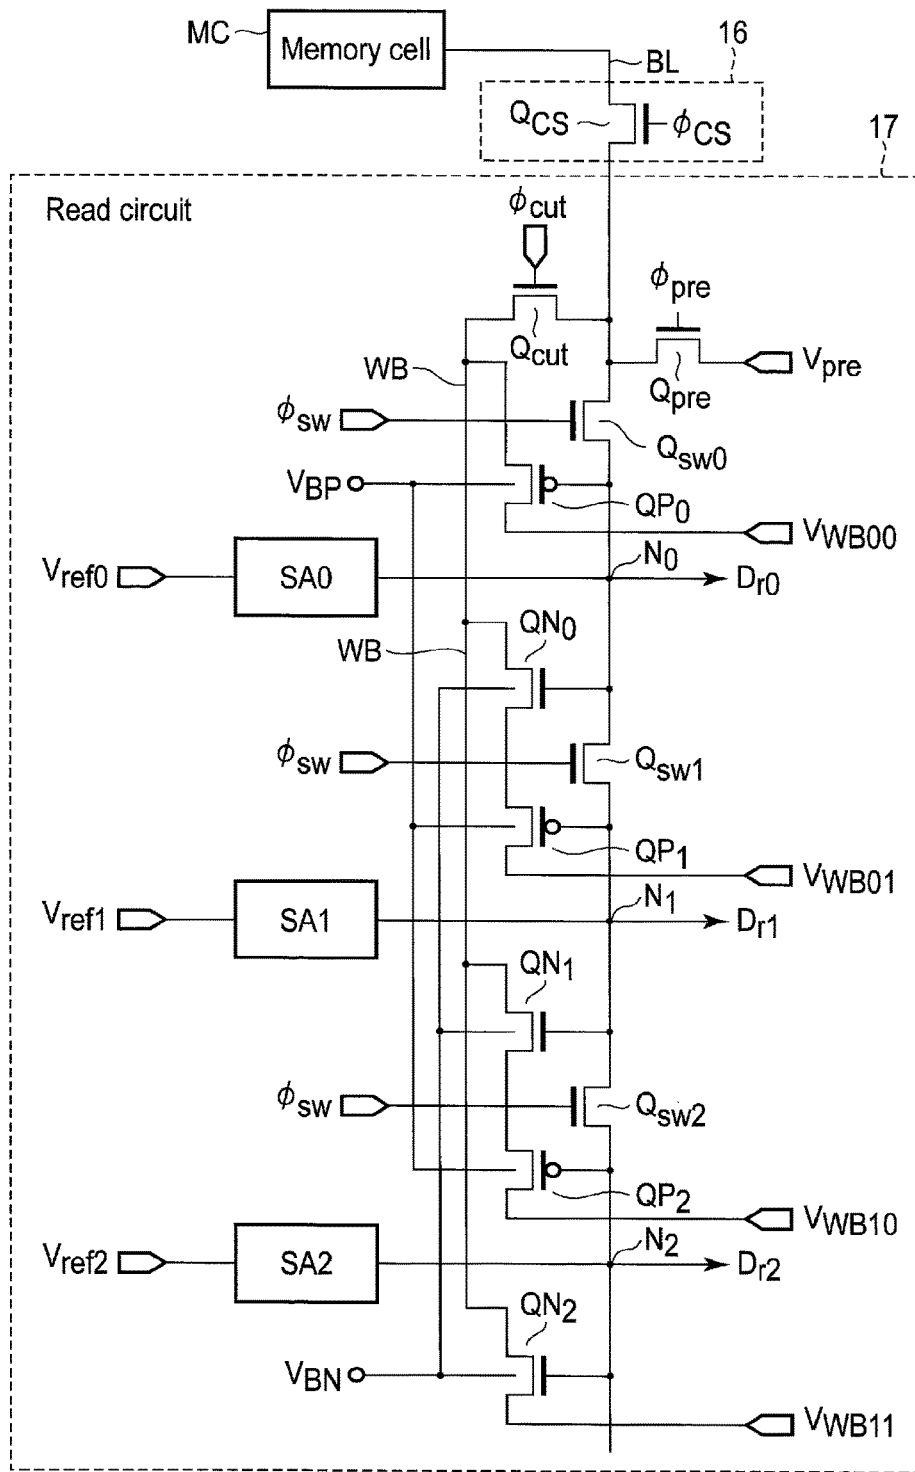 MC
Memory cell
BL
16
QCS
ϕCS
17
Read circuit
ϕcut
ϕpre
Qcut
Vpre
Qpre
WB
ϕsw
Qsw0
VBP
QP0
VWB00
Vref0
SA0
N0
Dr0
QN0
WB
ϕsw
Qsw1
QP1
VWB01
Vref1
SA1
N1
Dr1
QN1
ϕsw
Qsw2
QP2
VWB10
Vref2
SA2
N2
Dr2
QN2
VBN
VWB11